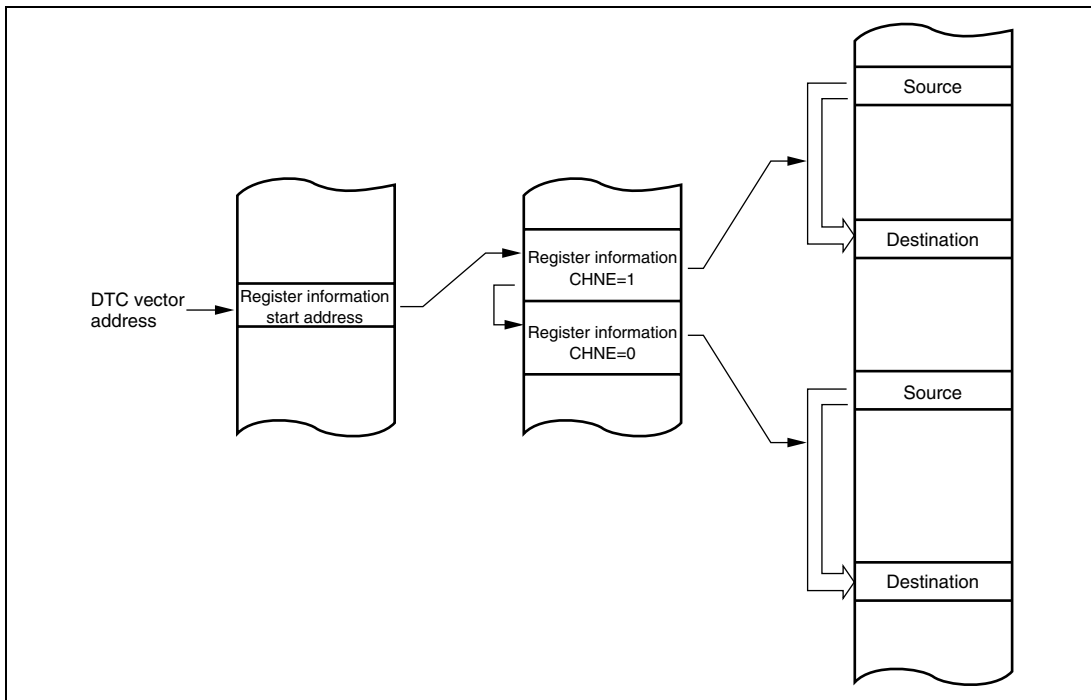 DTC vector
address
Register information
start address
Register information
CHNE=1
Register information
CHNE=0
Source
Destination
Source
Destination